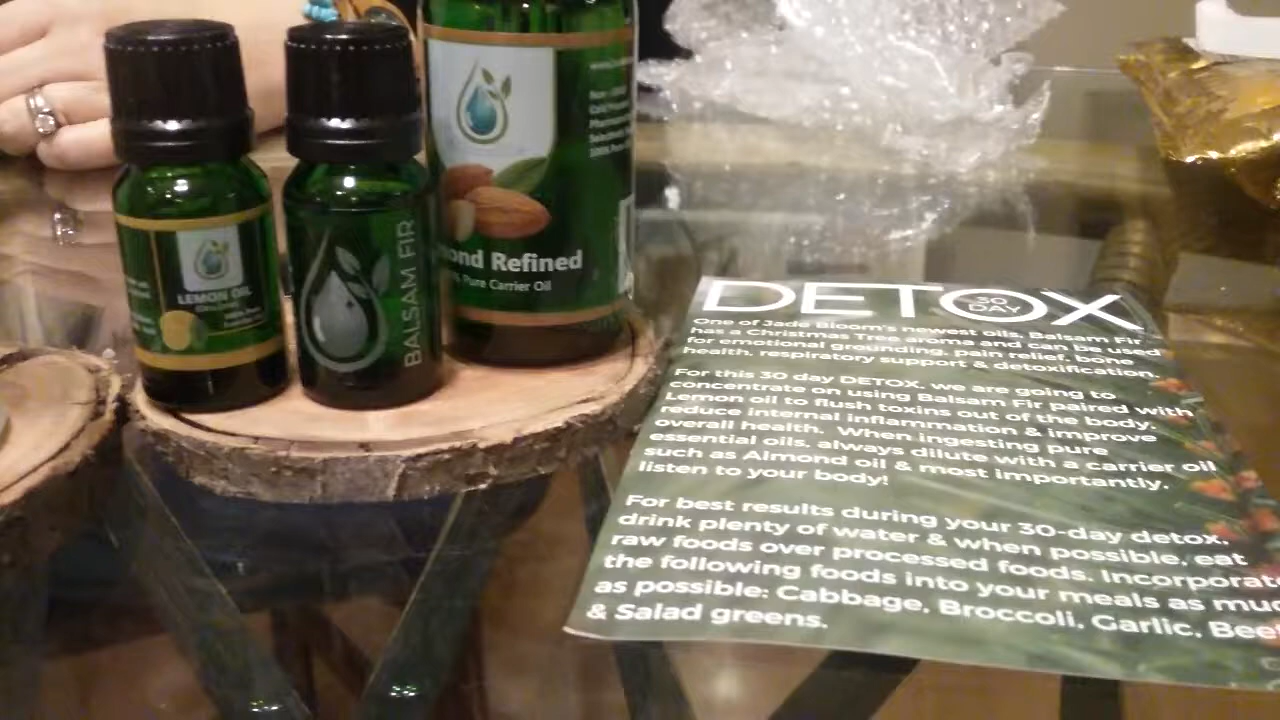 LEMON OIL
BALSAM FIR
ond Refined
% Pure Carrier Oil
DETOX
30
DAY
One of Jade Bloom's newest oils, Balsam Fir
has a Christmas Tree aroma and can be used
for emotional grounding, pain relief, bone
health, respiratory support & detoxification.
For this 30 day DETOX, we are going to
concentrate on using Balsam Fir paired with
Lemon oil to flush toxins out of the body,
reduce internal inflammation & improve
overall health. When ingesting pure
essential oils, always dilute with a carrier oil
such as Almond oil & most importantly,
listen to your body!
For best results during your 30-day detox,
drink plenty of water & when possible, eat
raw foods over processed foods. Incorporat
the following foods into your meals as muc
as possible: Cabbage, Broccoli, Garlic, Bee
& Salad greens.